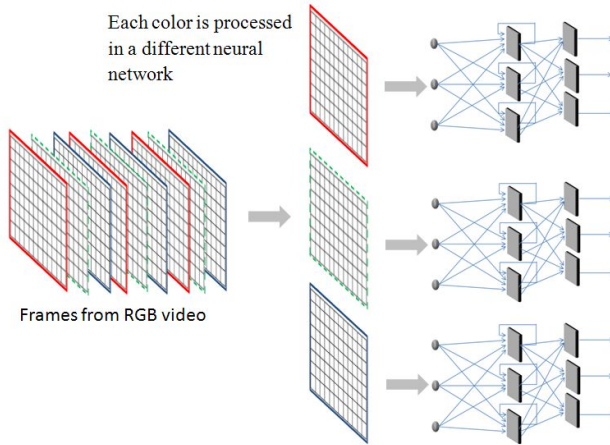 Each color is processed
in a different neural
network
Frames from RGB video